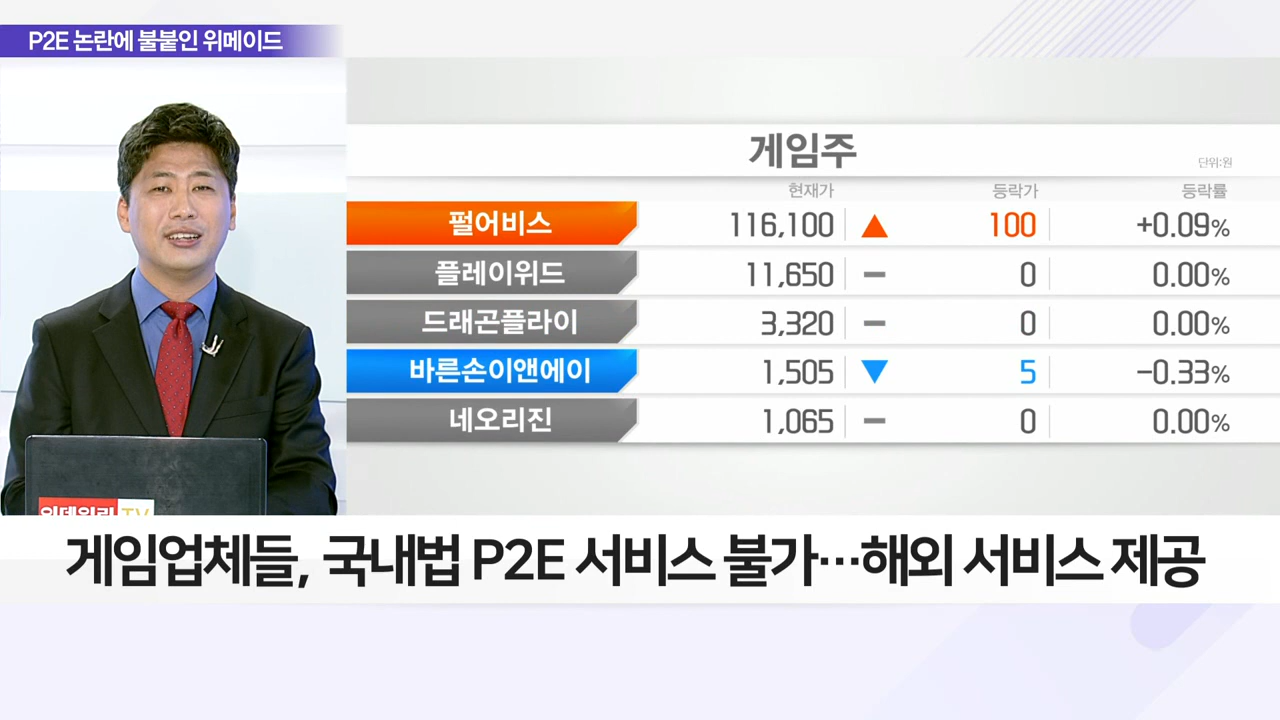 P2E 논란에 불붙인 위메이드
게임주
단위:원
현재가 등락가 등락률
펄어비스 116,100 ▲ 100 +0.09%
플레이위드 11,650 - 0 0.00%
드래곤플라이 3,320 - 0 0.00%
바른손이앤에이 1,505 ▼ 5 -0.33%
네오리진 1,065 - 0 0.00%
TV
게임업체들, 국내법 P2E 서비스 불가…해외 서비스 제공